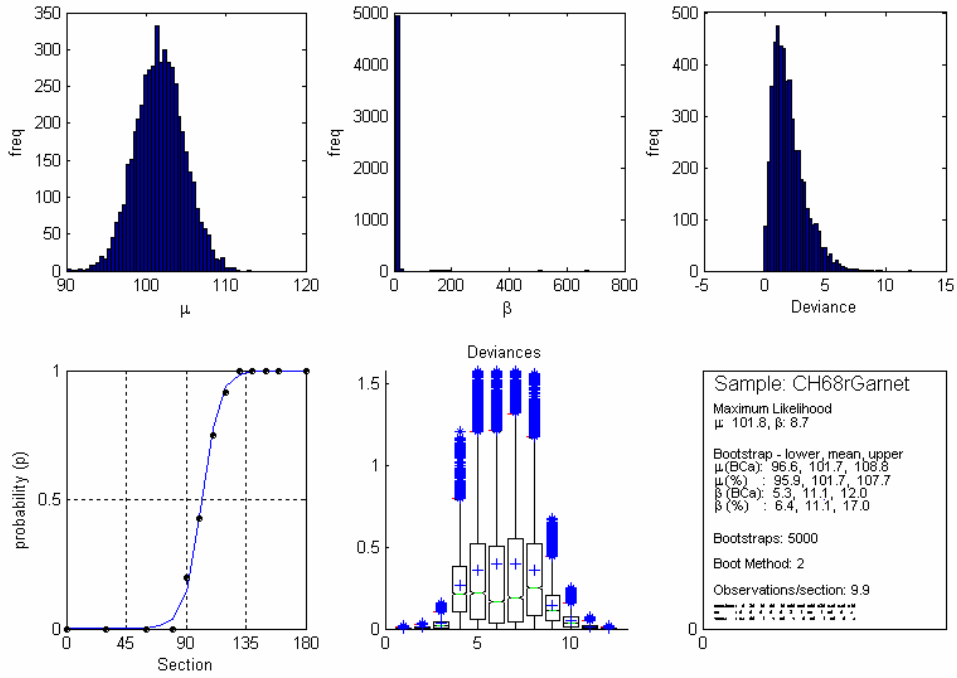 350
300
250
200
150
100
50
0
freq
90 100 110 120
μ
5000
4000
3000
2000
1000
0
freq
0 200 400 600 800
β
500
400
300
200
100
0
freq
-5 0 5 10 15
Deviance
1
0.5
0
probability (p)
0 45 90 135 180
Section
Deviances
1.5
1
0.5
0
5 10
0
Sample: CH68rGarnet
Maximum Likelihood
μ: 101.8, β: 8.7
Bootstrap - lower, mean, upper
μ(BCa): 96.6, 101.7, 108.8
μ(%) : 95.9, 101.7, 107.7
β(BCa): 5.3, 11.1, 12.0
β(%) : 6.4, 11.1, 17.0
Bootstraps: 5000
Boot Method: 2
Observations/section: 9.9